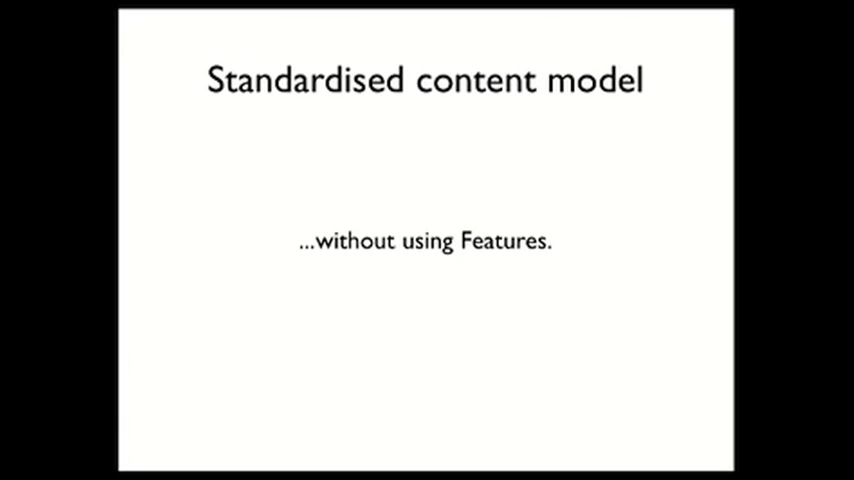 Standardised content model
...without using Features.